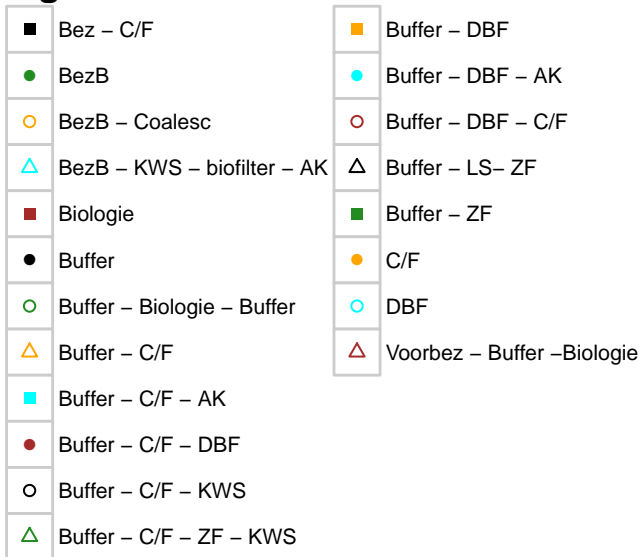 Bez − C/F
BezB
BezB − Coalesc
BezB − KWS − biofilter − AK
Biologie
Buffer
Buffer − Biologie − Buffer
Buffer − C/F
Buffer − C/F − AK
Buffer − C/F − DBF
Buffer − C/F − KWS
Buffer − C/F − ZF − KWS
Buffer − DBF
Buffer − DBF − AK
Buffer − DBF − C/F
Buffer − LS− ZF
Buffer − ZF
C/F
DBF
Voorbez − Buffer −Biologie